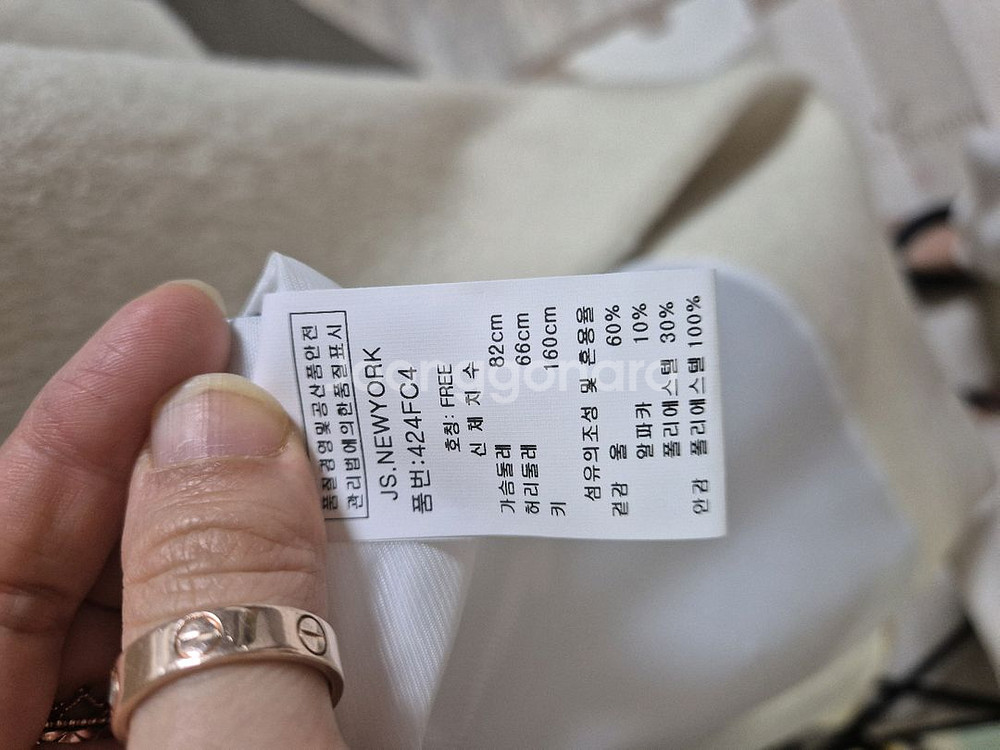 품질경영및공산품안전
관리법에의한품질표시
JS.NEWYORK
품번:424FC4
호칭: FREE
신 체 치 수
가슴둘레 82cm
허리둘레 66cm
키 160cm
섬유의조성 및 혼용율
겉감 울 60%
알파카 10%
폴리에스텔 30%
안감 폴리에스텔 100%
joonggonara